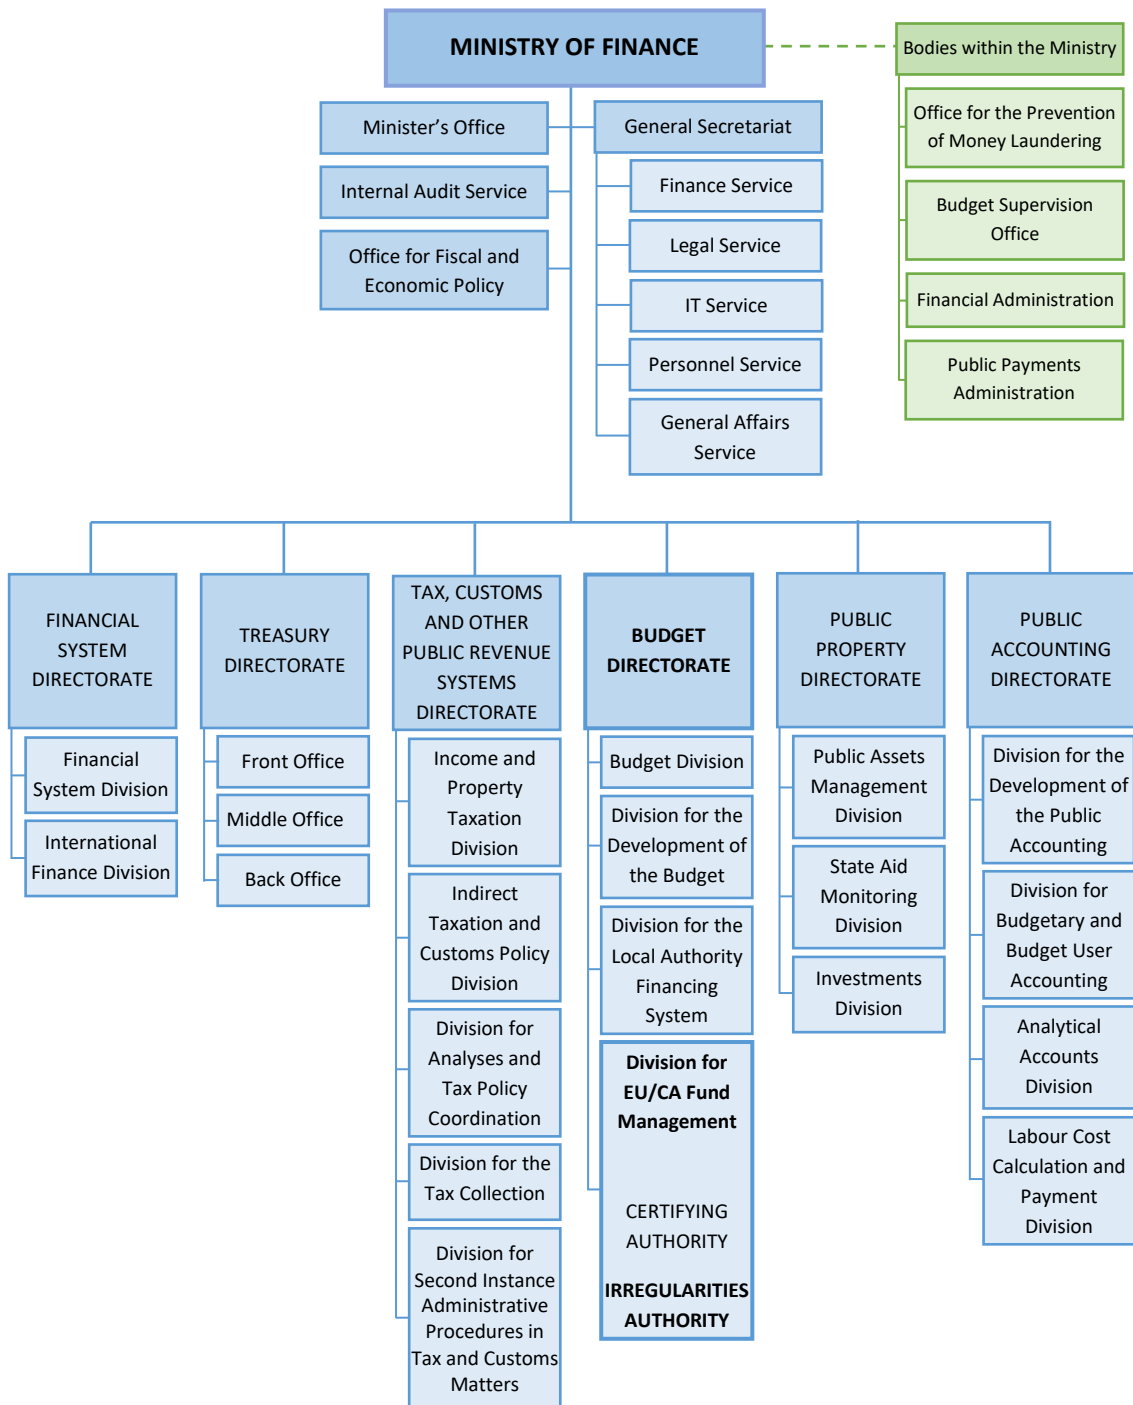 MINISTRY OF FINANCE
Bodies within the Ministry
Office for the Prevention
of Money Laundering
Budget Supervision
Office
Financial Administration
Public Payments
Administration
Minister’s Office
Internal Audit Service
Office for Fiscal and
Economic Policy
General Secretariat
Finance Service
Legal Service
IT Service
Personnel Service
General Affairs
Service
FINANCIAL
SYSTEM
DIRECTORATE
Financial
System Division
International
Finance Division
TREASURY
DIRECTORATE
Front Office
Middle Office
Back Office
TAX, CUSTOMS
AND OTHER
PUBLIC REVENUE
SYSTEMS
DIRECTORATE
Income and
Property
Taxation
Division
Indirect
Taxation and
Customs Policy
Division
Division for
Analyses and
Tax Policy
Coordination
Division for the
Tax Collection
Division for
Second Instance
Administrative
Procedures in
Tax and Customs
Matters
BUDGET
DIRECTORATE
Budget Division
Division for the
Development of
the Budget
Division for the
Local Authority
Financing
System
Division for
EU/CA Fund
Management
CERTIFYING
AUTHORITY
IRREGULARITIES
AUTHORITY
PUBLIC
PROPERTY
DIRECTORATE
Public Assets
Management
Division
State Aid
Monitoring
Division
Investments
Division
PUBLIC
ACCOUNTING
DIRECTORATE
Division for the
Development of
the Public
Accounting
Division for
Budgetary and
Budget User
Accounting
Analytical
Accounts
Division
Labour Cost
Calculation and
Payment
Division